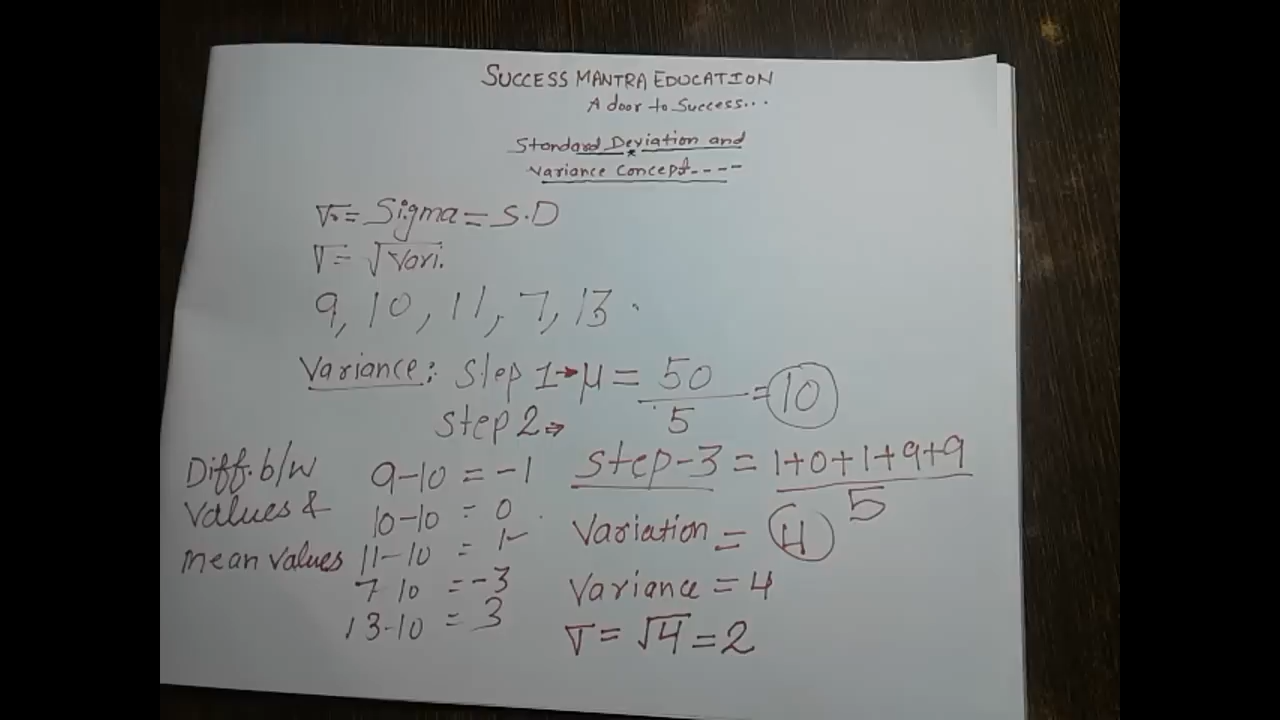 SUCCESS MANTRA EDUCATION
A door to Success...
Standard Deviation and
Variance Concept----
σ = Sigma = S.D
σ = √Vari.
9, 10, 11, 7, 13
Variance: Step 1→ μ = 50/5 = 10
Step 2 ⇒
Diff. b/w
Values &
mean values
9-10 = -1
10-10 = 0
11-10 = 1
7 10 = -3
13-10 = 3
Step-3 = 1+0+1+9+9/5
Variation = 4
Variance = 4
σ = √4 = 2